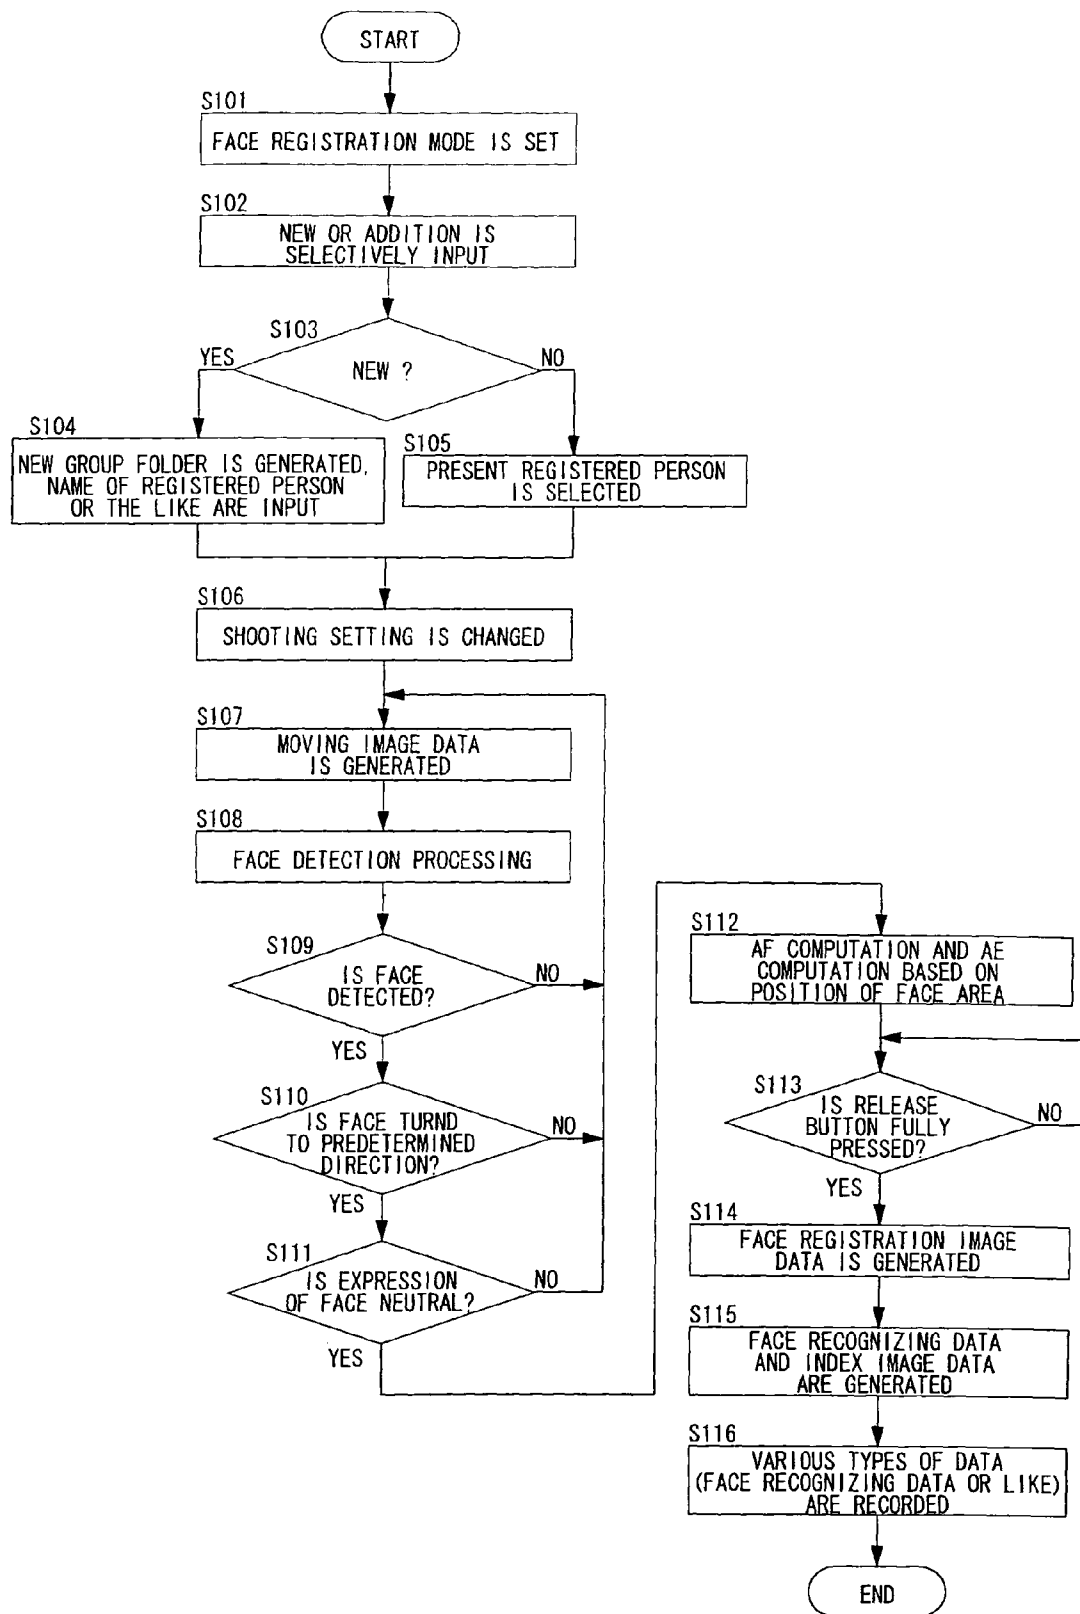 START
S101
FACE REGISTRATION MODE IS SET
S102
NEW OR ADDITION IS
SELECTIVELY INPUT
S103
YES
NO
NEW ?
S104
NEW GROUP FOLDER IS GENERATED,
NAME OF REGISTERED PERSON
OR THE LIKE ARE INPUT
S105
PRESENT REGISTERED PERSON
IS SELECTED
S106
SHOOTING SETTING IS CHANGED
S107
MOVING IMAGE DATA
IS GENERATED
S108
FACE DETECTION PROCESSING
S109
IS FACE
DETECTED?
NO
YES
S110
IS FACE TURND
TO PREDETERMINED
DIRECTION?
NO
YES
S111
IS EXPRESSION
OF FACE NEUTRAL?
NO
YES
S112
AF COMPUTATION AND AE
COMPUTATION BASED ON
POSITION OF FACE AREA
S113
IS RELEASE
BUTTON FULLY
PRESSED?
NO
YES
S114
FACE REGISTRATION IMAGE
DATA IS GENERATED
S115
FACE RECOGNIZING DATA
AND INDEX IMAGE DATA
ARE GENERATED
S116
VARIOUS TYPES OF DATA
(FACE RECOGNIZING DATA OR LIKE)
ARE RECORDED
END